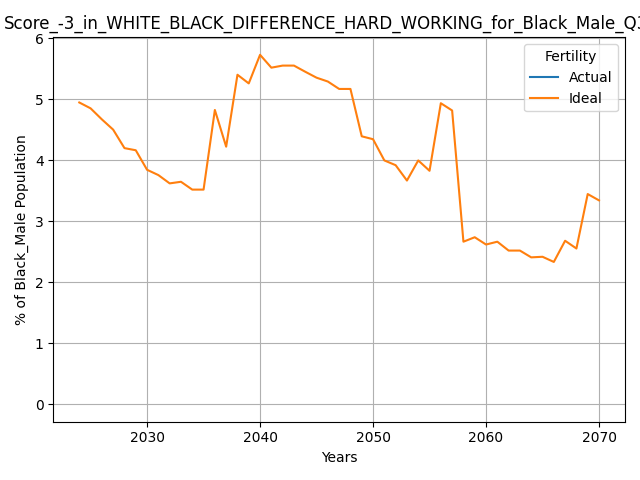 Score_-3_in_WHITE_BLACK_DIFFERENCE_HARD_WORKING_for_Black_Male_Q
Fertility
Actual
Ideal
6
5
4
3
2
1
0
% of Black_Male Population
2030 2040 2050 2060 2070
Years